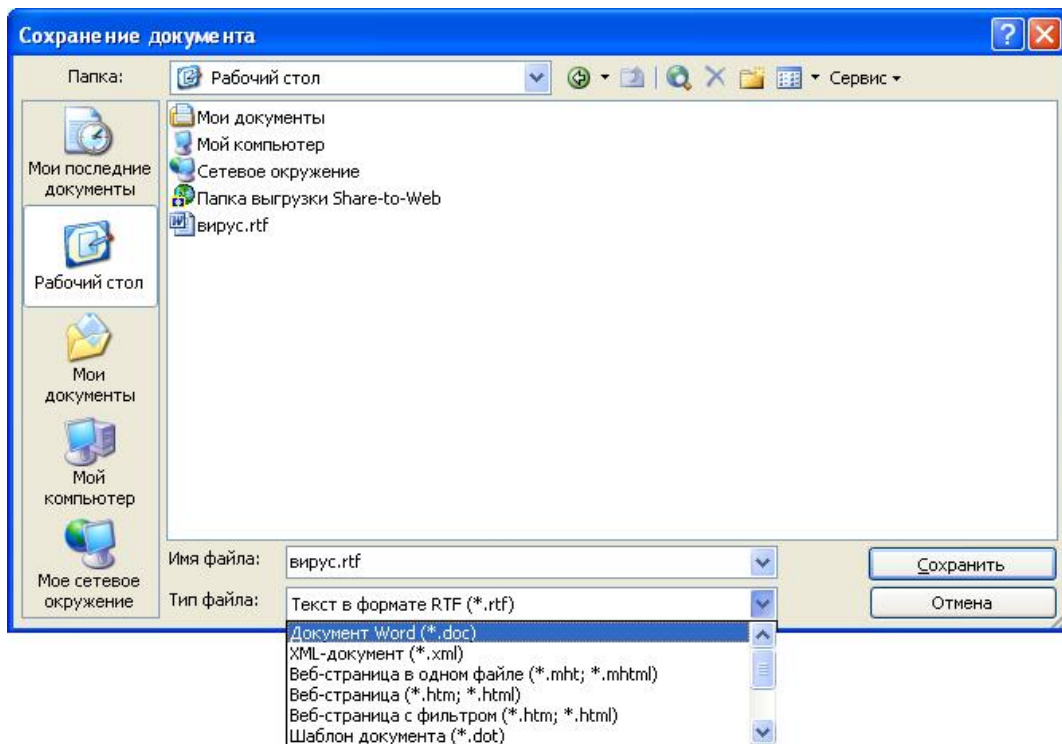 Сохранение документа
Папка:
Рабочий стол
Сервис
Мои последние
документы
Рабочий стол
Мои
документы
Мой
компьютер
Мое сетевое
окружение
Мои документы
Мой компьютер
Сетевое окружение
Папка выгрузки Share-to-Web
вирус.rtf
Имя файла:
вирус.rtf
Сохранить
Тип файла:
Текст в формате RTF (*.rtf)
Отмена
Документ Word (*.doc)
XML-документ (*.xml)
Веб-страница в одном файле (*.mht; *.mhtml)
Веб-страница (*.htm; *.html)
Веб-страница с фильтром (*.htm; *.html)
Шаблон документа (*.dot)